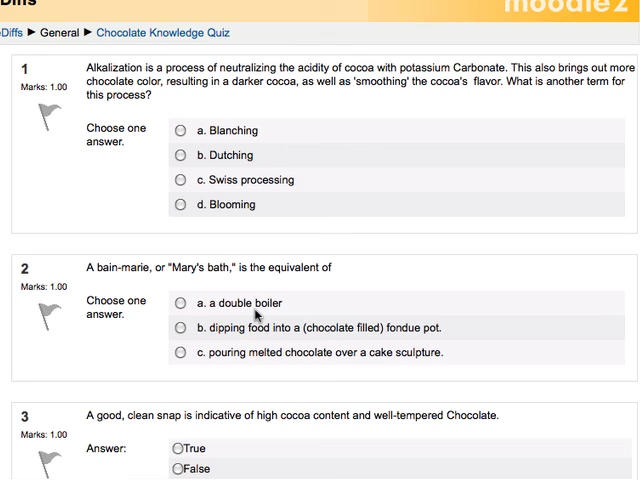 Diffs
moodle 2
Diffs ► General ► Chocolate Knowledge Quiz
1
Marks: 1.00
Alkalization is a process of neutralizing the acidity of cocoa with potassium Carbonate. This also brings out more
chocolate color, resulting in a darker cocoa, as well as 'smoothing' the cocoa's flavor. What is another term for
this process?
Choose one
answer.
a. Blanching
b. Dutching
c. Swiss processing
d. Blooming
2
Marks: 1.00
A bain-marie, or "Mary's bath," is the equivalent of
Choose one
answer.
a. a double boiler
b. dipping food into a (chocolate filled) fondue pot.
c. pouring melted chocolate over a cake sculpture.
3
Marks: 1.00
A good, clean snap is indicative of high cocoa content and well-tempered Chocolate.
Answer:
True
False